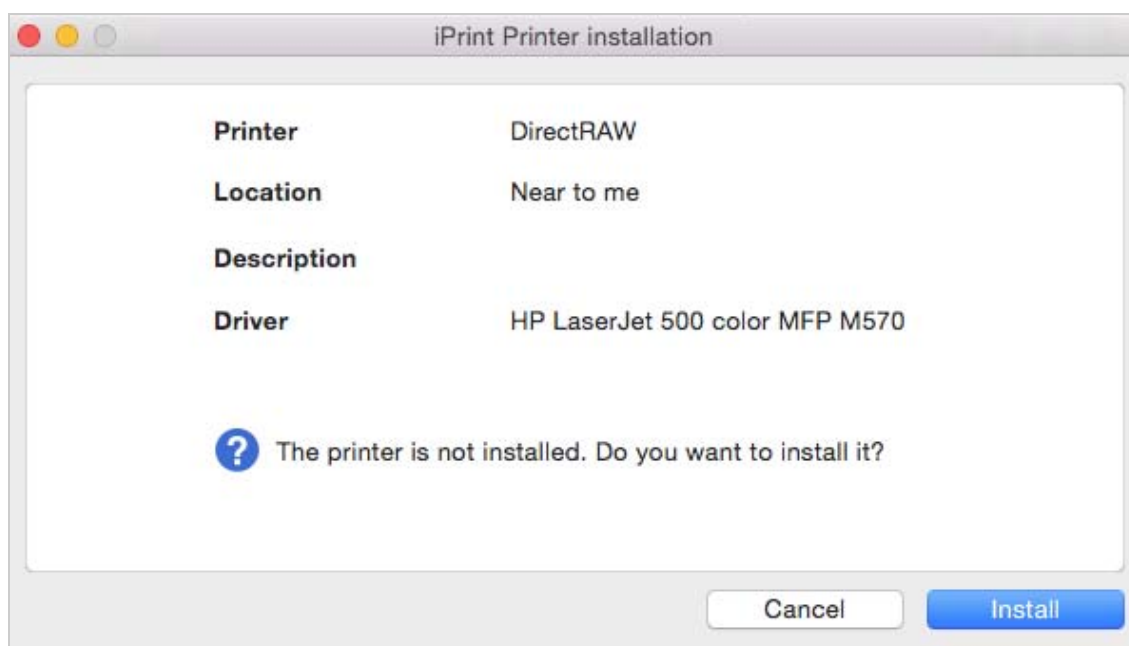 iPrint Printer installation
Printer DirectRAW
Location Near to me
Description
Driver HP LaserJet 500 color MFP M570
? The printer is not installed. Do you want to install it?
Cancel Install